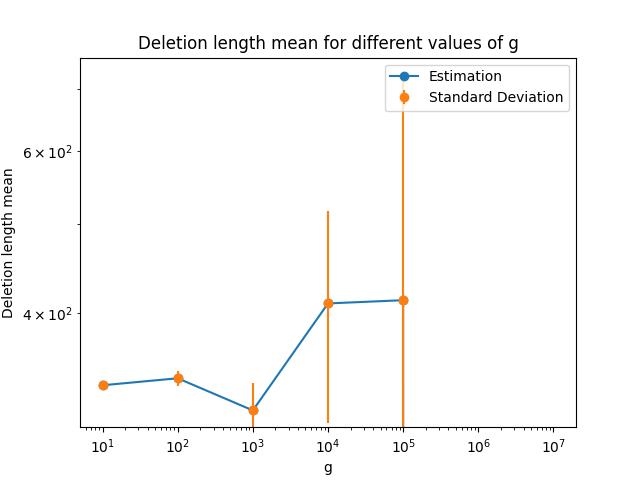 Deletion length mean for different values of g
Estimation
Standard Deviation
6 × 10²
4 × 10²
Deletion length mean
10¹ 10² 10³ 10⁴ 10⁵ 10⁶ 10⁷
g